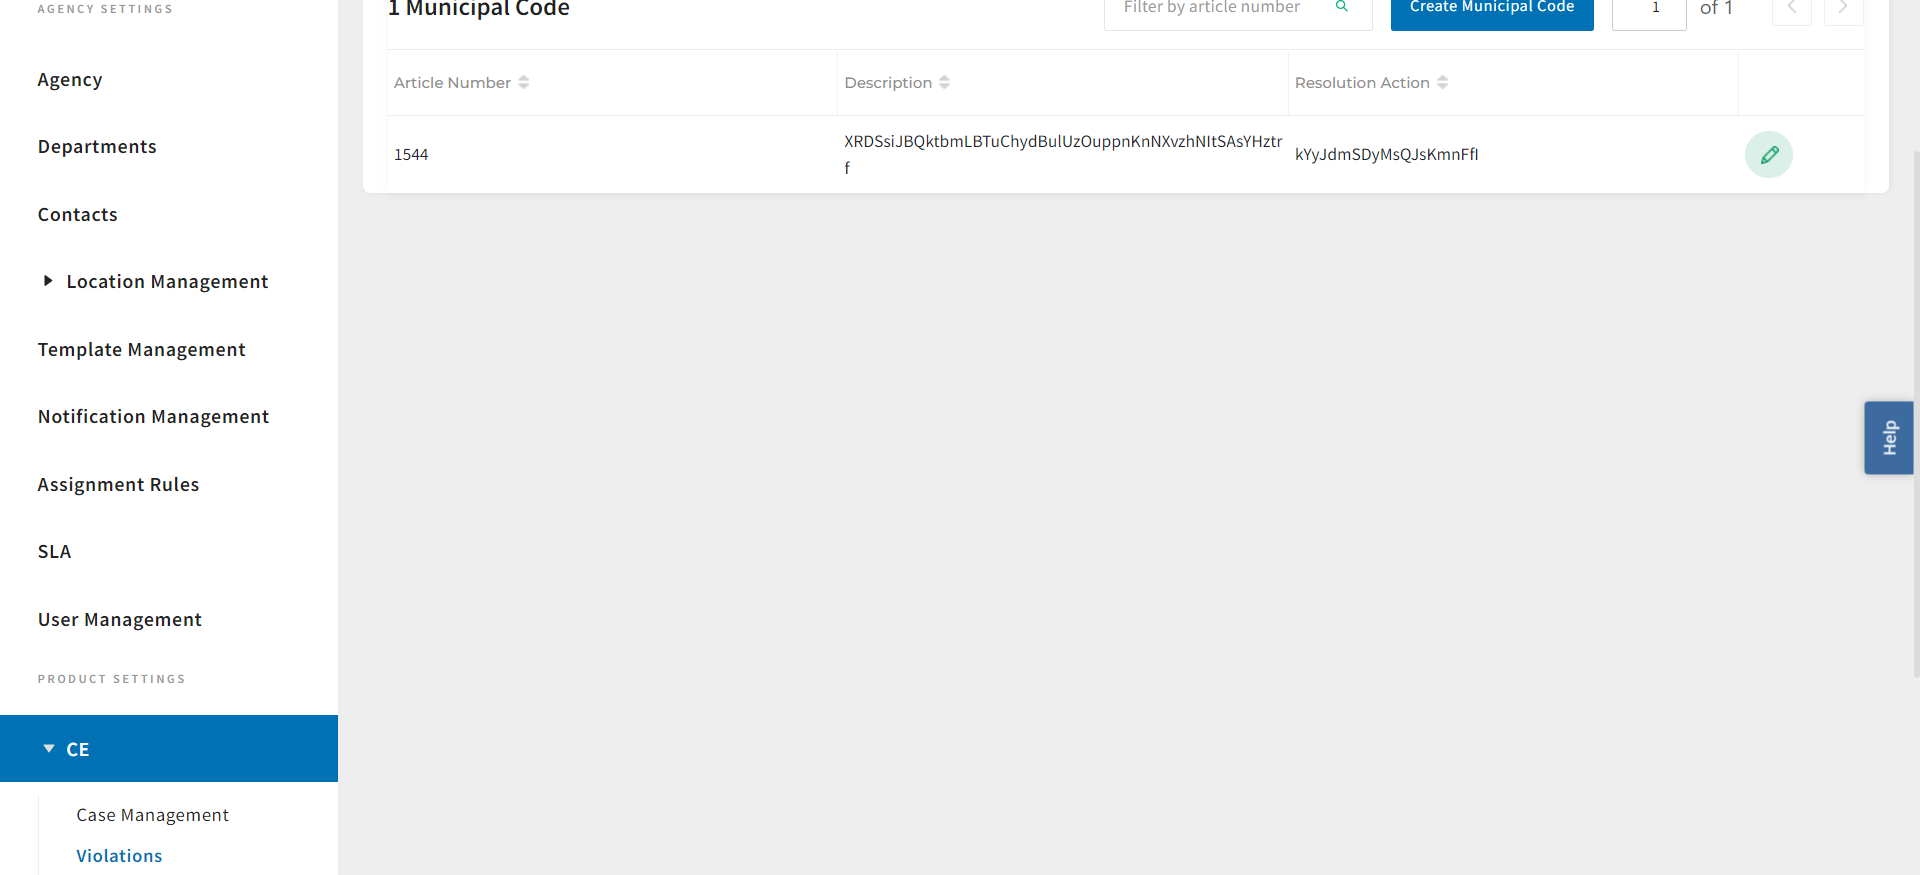 AGENCY SETTINGS
Agency
Departments
Contacts
Location Management
Template Management
Notification Management
Assignment Rules
SLA
User Management
PRODUCT SETTINGS
CE
Case Management
Violations
1 Municipal Code
Filter by article number
Create Municipal Code
1
of 1
Article Number
Description
Resolution Action
1544
XRDSsiJBQktbmLBTuChydBulUzOuppnKnNXvzhNItSAsYHztr
f
kYyJdmSDyMsQJsKmnFfI
Help